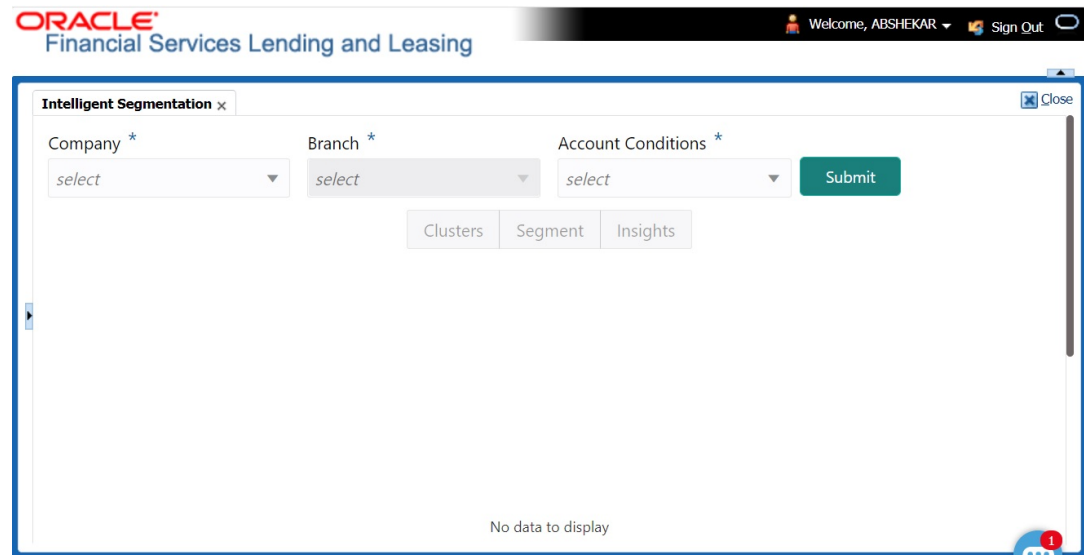 ORACLE
Financial Services Lending and Leasing
Welcome, ABSHEKAR
Sign Out
Intelligent Segmentation ×
Close
Company *
Branch *
Account Conditions *
select
select
select
Submit
Clusters
Segment
Insights
No data to display
1